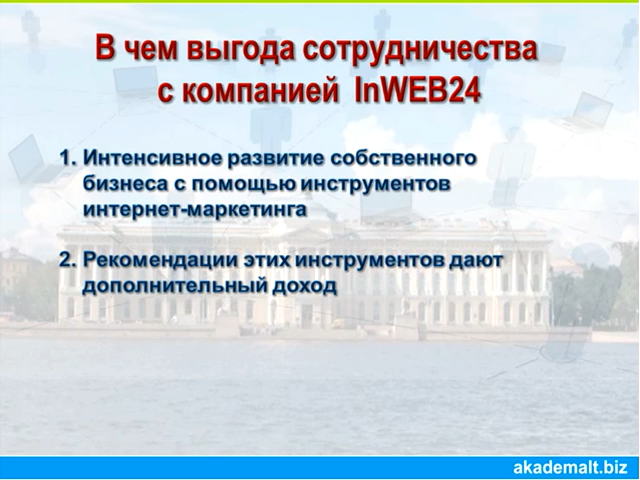 В чем выгода сотрудничества
с компанией InWEB24
1. Интенсивное развитие собственного
бизнеса с помощью инструментов
интернет-маркетинга
2. Рекомендации этих инструментов дают
дополнительный доход
akademalt.biz